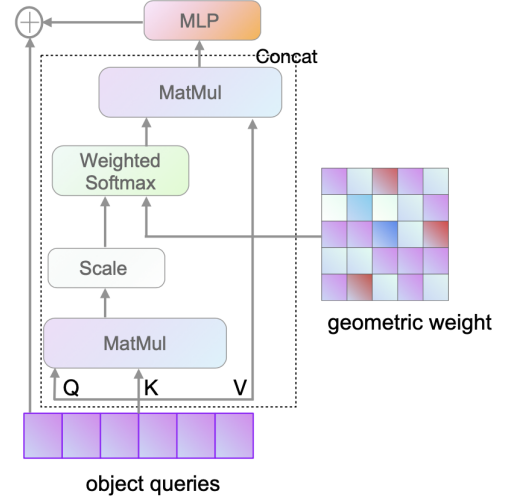 MLP
Concat
MatMul
Weighted
Softmax
Scale
geometric weight
MatMul
Q
K
V
object queries